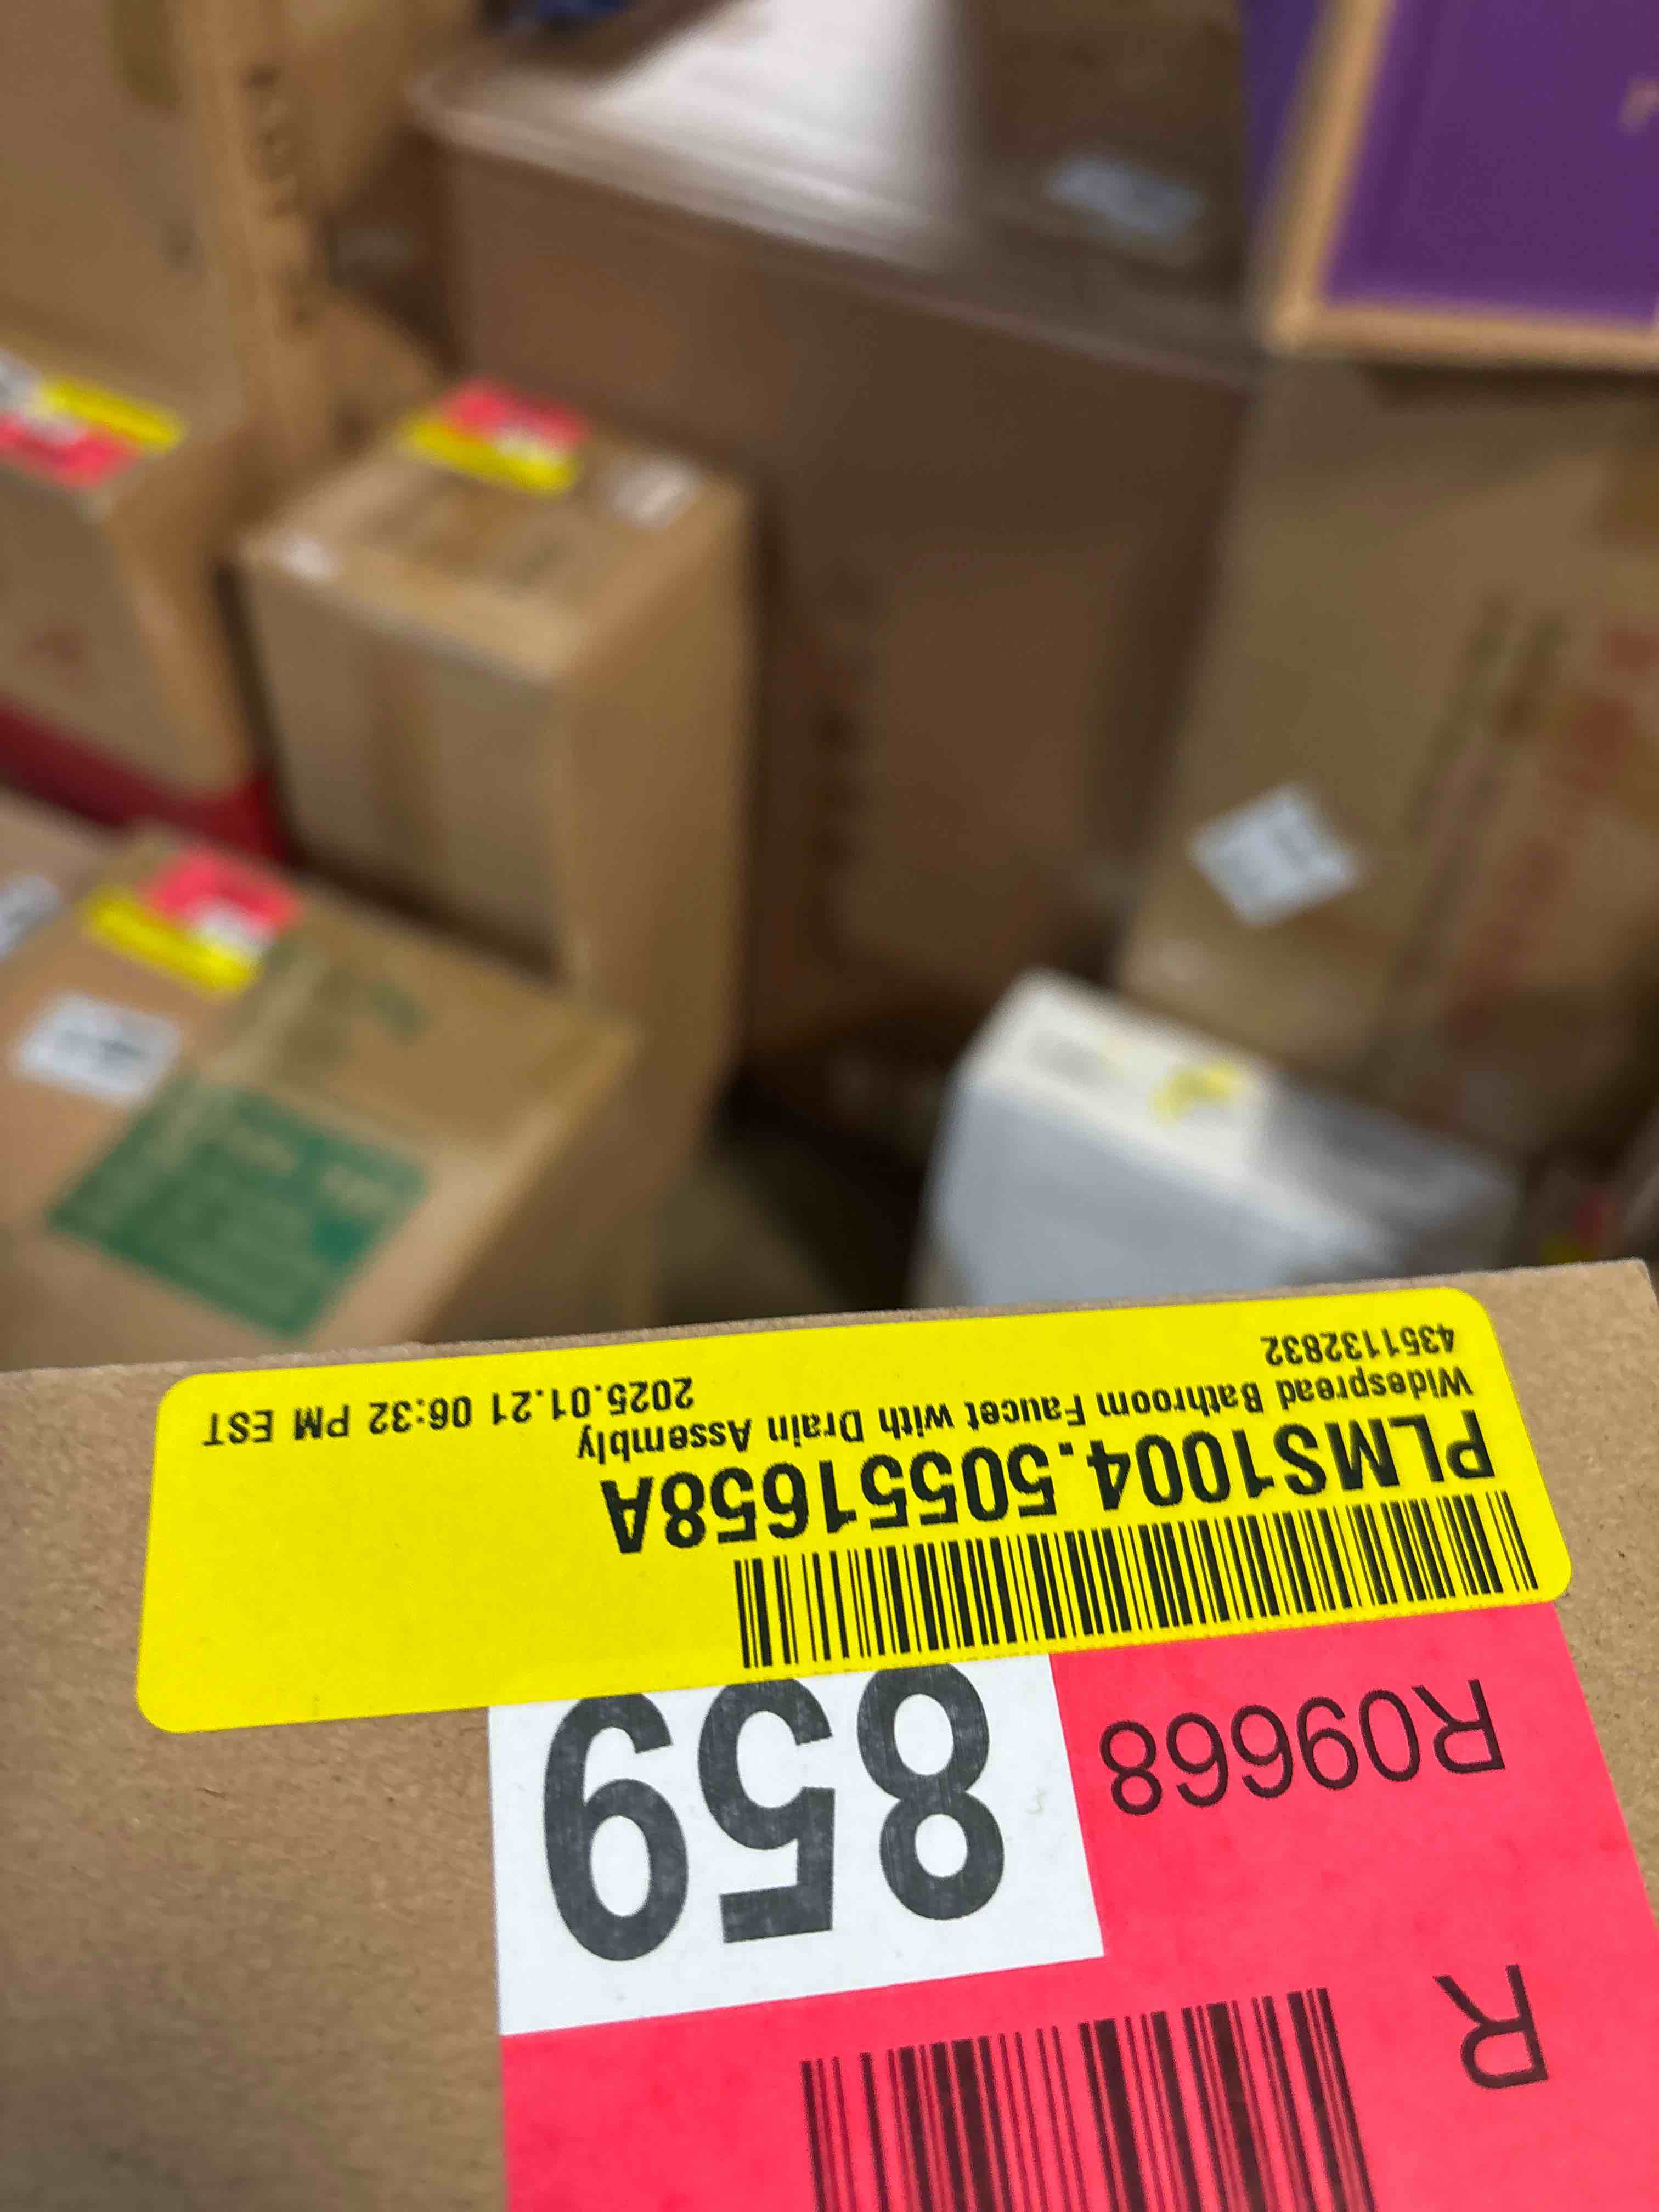 R
R09668
859
PLMS1004.50551658A
Widespread Bathroom Faucet with Drain Assembly
4351132832
2025.01.21 06:32 PM EST